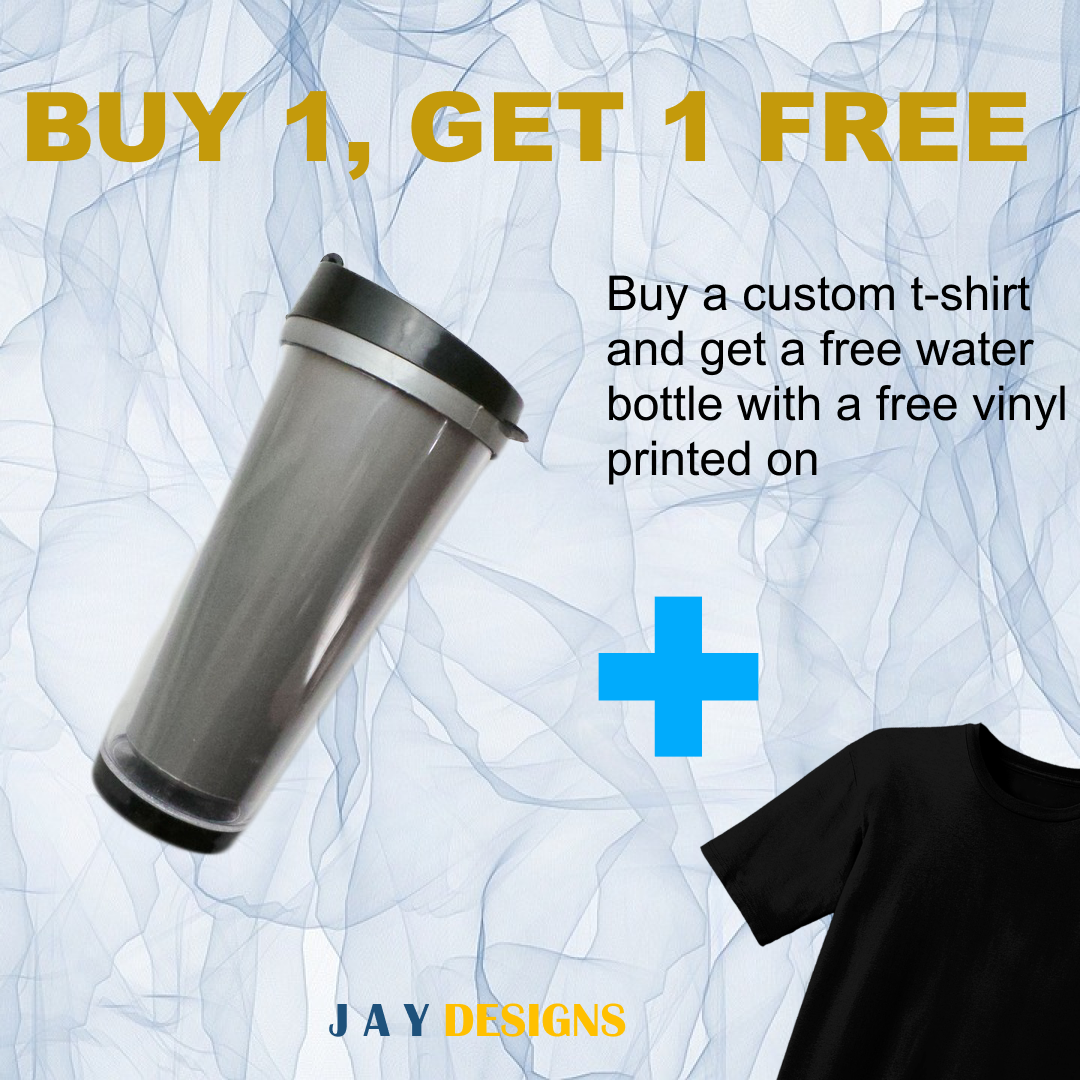 BUY 1, GET 1 FREE
Buy a custom t-shirt
and get a free water
bottle with a free vinyl
printed on
JAY DESIGNS